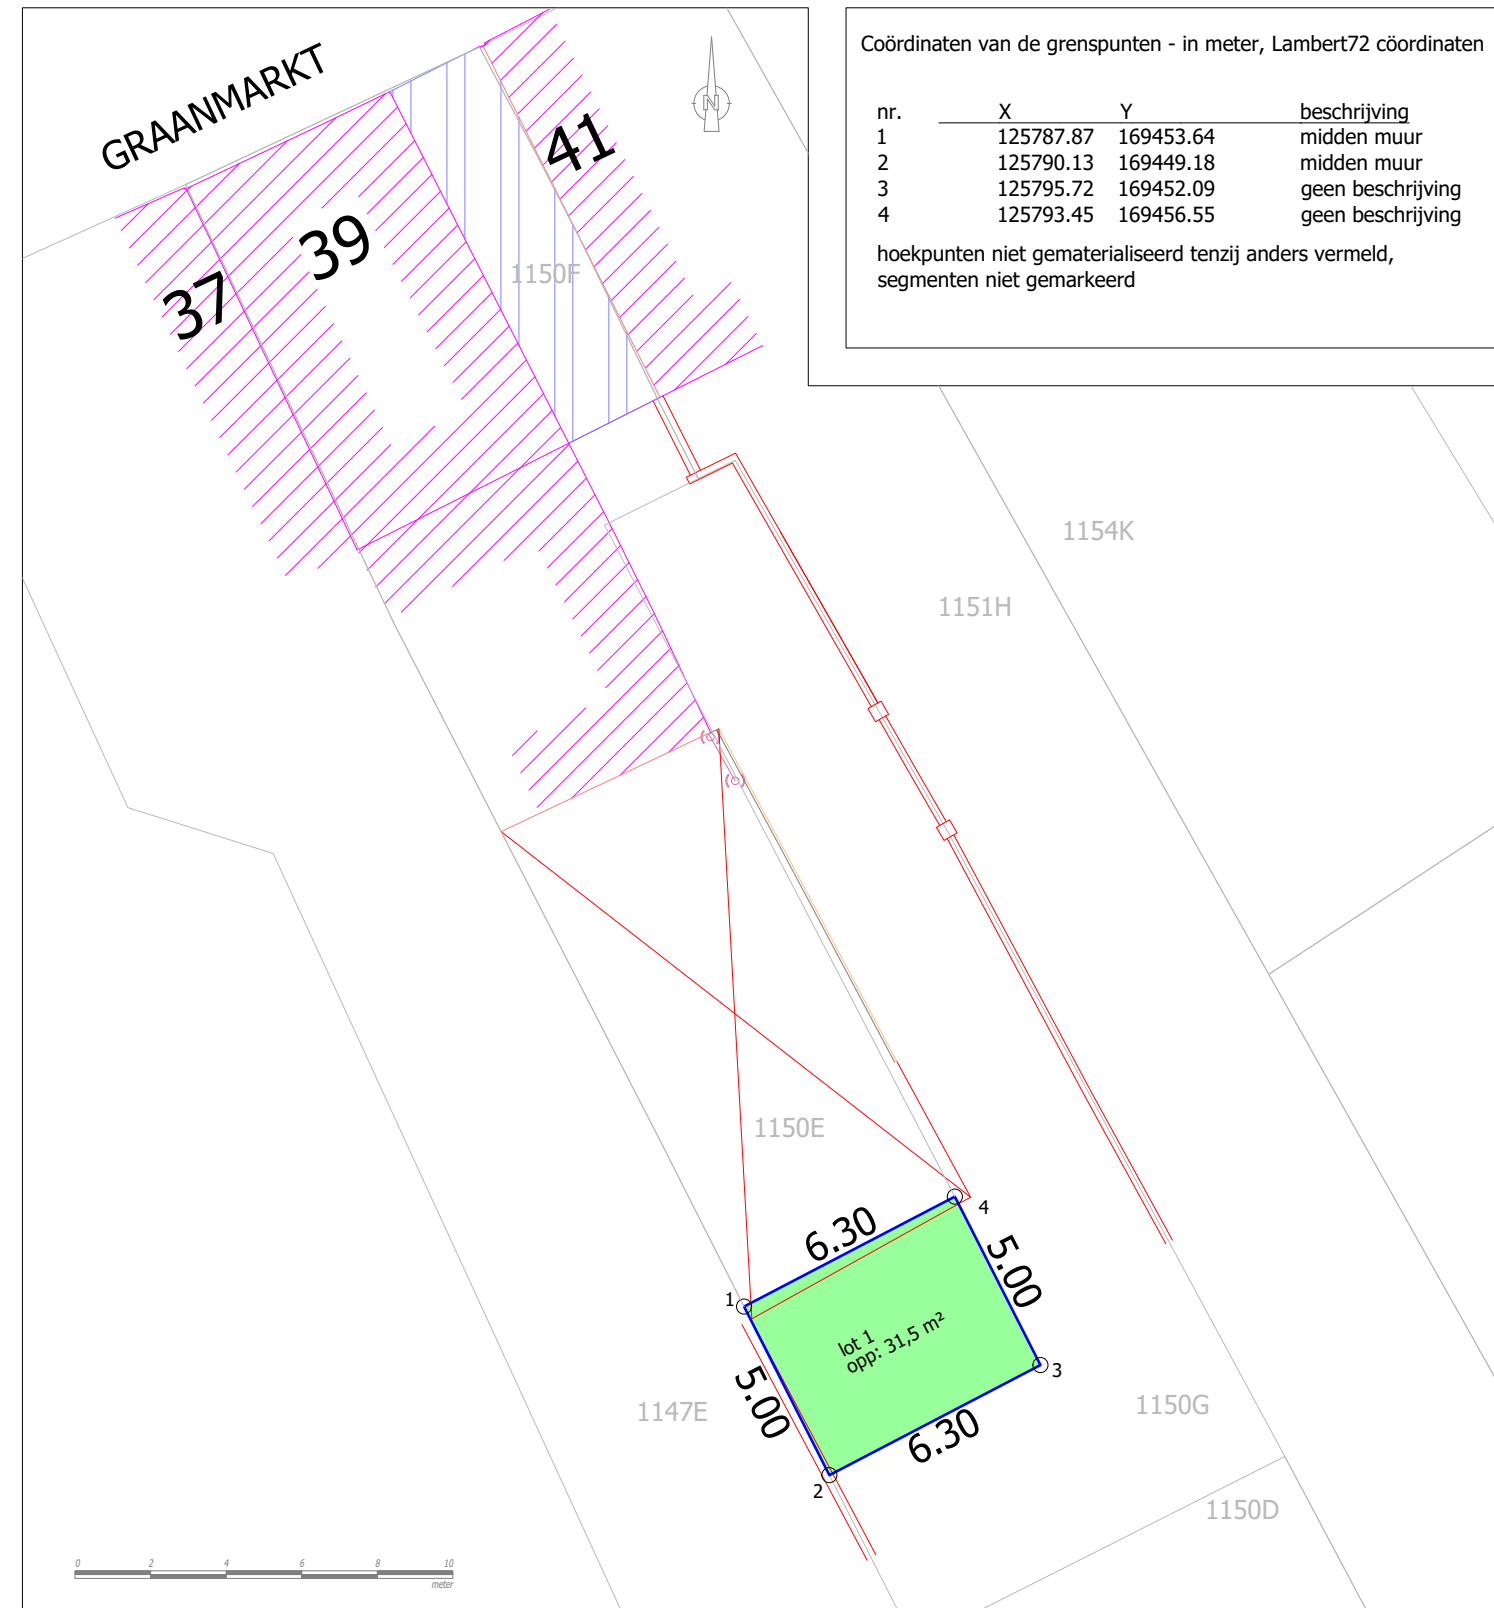 Coördinaten van de grenspunten - in meter, Lambert72 cöordinaten
nr. X Y beschrijving
1 125787.87 169453.64 midden muur
2 125790.13 169449.18 midden muur
3 125795.72 169452.09 geen beschrijving
4 125793.45 169456.55 geen beschrijving
hoekpunten niet gematerialiseerd tenzij anders vermeld,
segmenten niet gemarkeerd
GRAANMARKT
N
41
39
37
1150F
1154K
1151H
1150E
6.30
4
5.00
1
lot 1
opp: 31,5 m²
3
5.00
1147E
6.30
1150G
2
1150D
0 2 4 6 8 10
meter